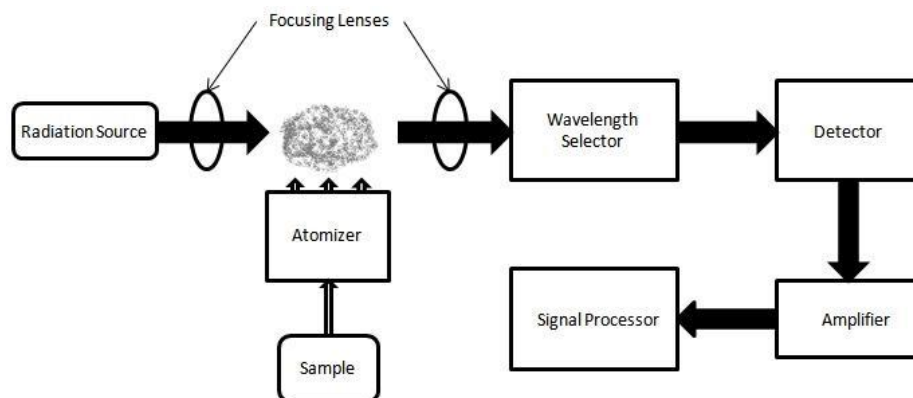 Focusing Lenses
Radiation Source
Wavelength
Selector
Detector
Atomizer
Signal Processor
Amplifier
Sample